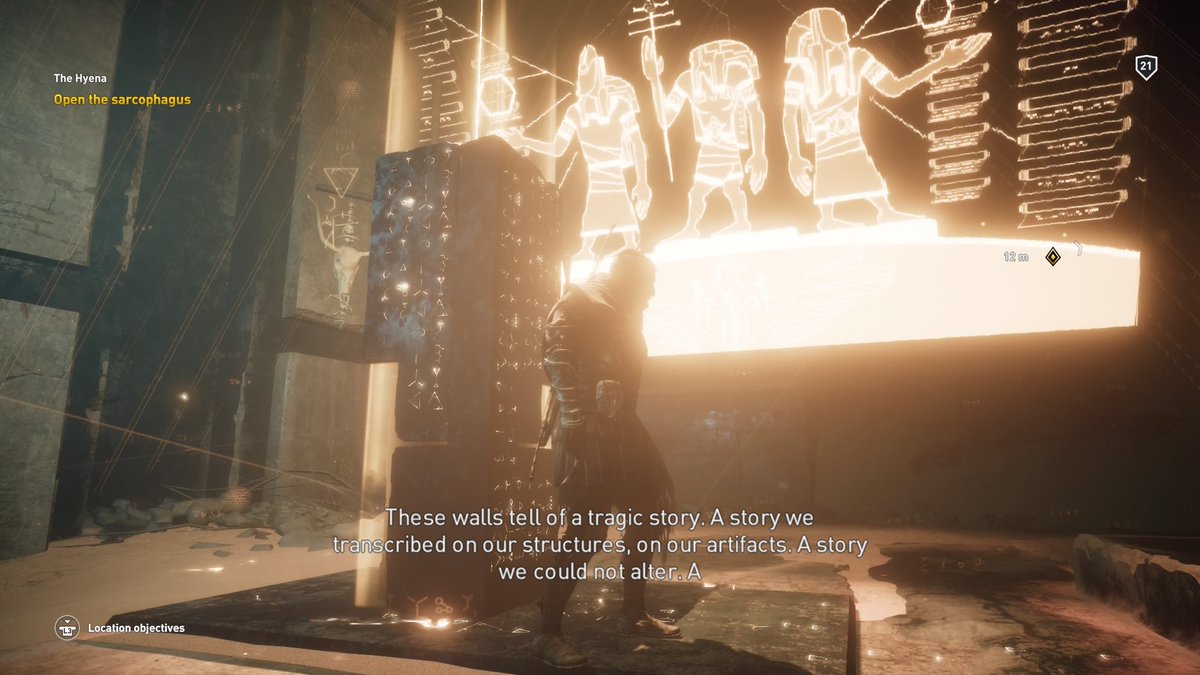 The Hyena
Open the sarcophagus
21
12 m
These walls tell of a tragic story. A story we
transcribed on our structures, on our artifacts. A story
we could not alter. A
L3
Location objectives